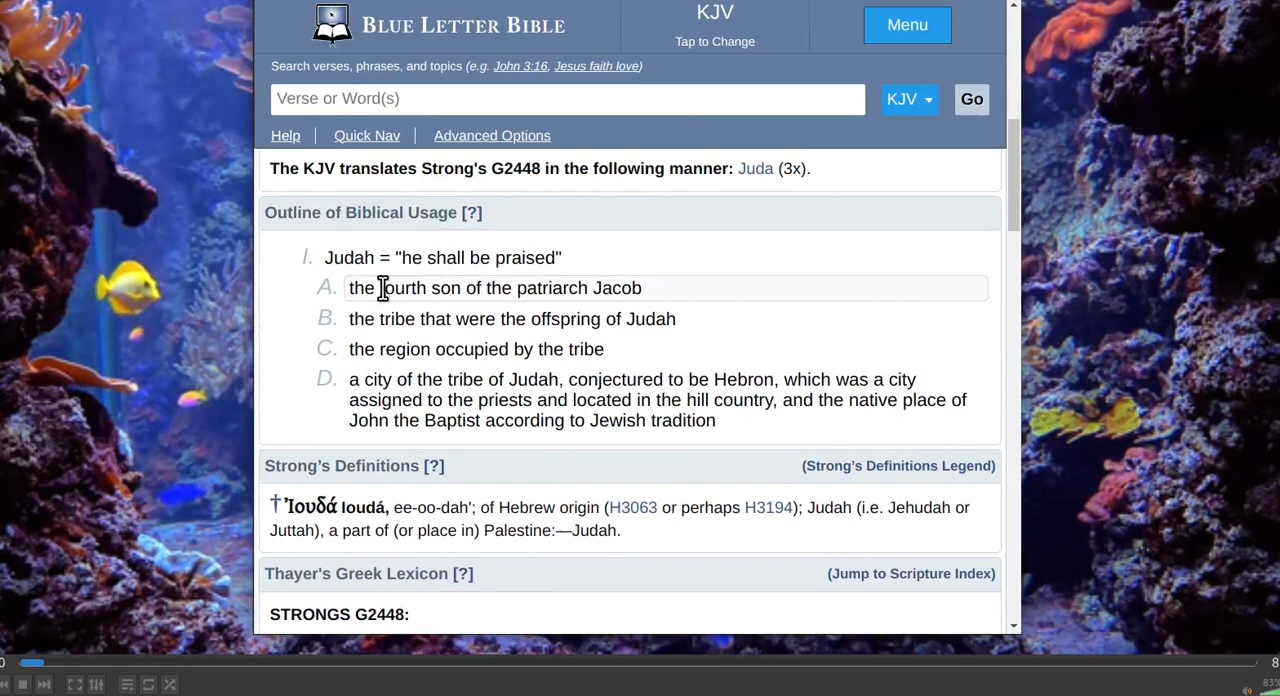 BLUE LETTER BIBLE
KJV
Tap to Change
Menu
Search verses, phrases, and topics (e.g. John 3:16, Jesus faith love)
Verse or Word(s)
KJV
Go
Help
Quick Nav
Advanced Options
The KJV translates Strong's G2448 in the following manner: Juda (3x).
Outline of Biblical Usage [?]
I. Judah = "he shall be praised"
A. the fourth son of the patriarch Jacob
B. the tribe that were the offspring of Judah
C. the region occupied by the tribe
D. a city of the tribe of Judah, conjectured to be Hebron, which was a city
assigned to the priests and located in the hill country, and the native place of
John the Baptist according to Jewish tradition
Strong’s Definitions [?] (Strong’s Definitions Legend)
† Ἰουδά Ioudá, ee-oo-dah'; of Hebrew origin (H3063 or perhaps H3194); Judah (i.e. Jehudah or
Juttah), a part of (or place in) Palestine:—Judah.
Thayer's Greek Lexicon [?] (Jump to Scripture Index)
STRONGS G2448:
0
8
83%